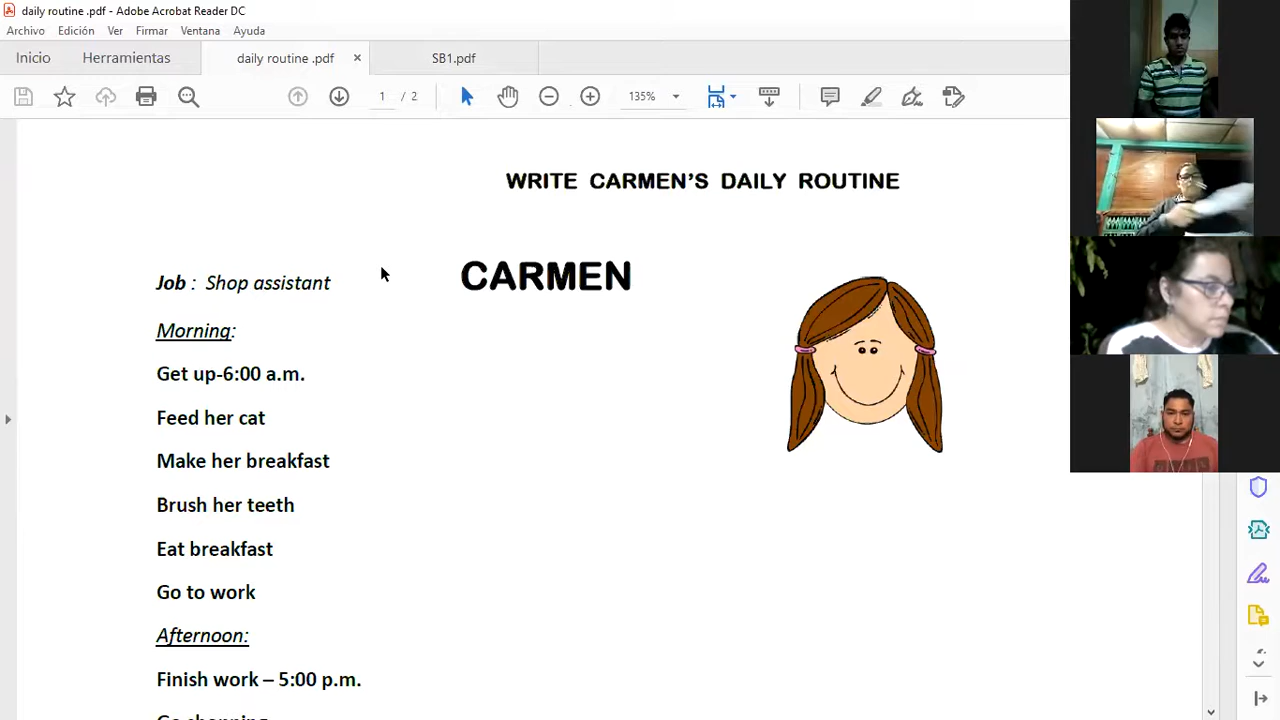 daily routine .pdf - Adobe Acrobat Reader DC
Archivo Edición Ver Firmar Ventana Ayuda
Inicio Herramientas daily routine .pdf × SB1.pdf
1 / 2 135%
WRITE CARMEN'S DAILY ROUTINE
Job : Shop assistant
CARMEN
Morning:
Get up-6:00 a.m.
Feed her cat
Make her breakfast
Brush her teeth
Eat breakfast
Go to work
Afternoon:
Finish work – 5:00 p.m.
Go shopping